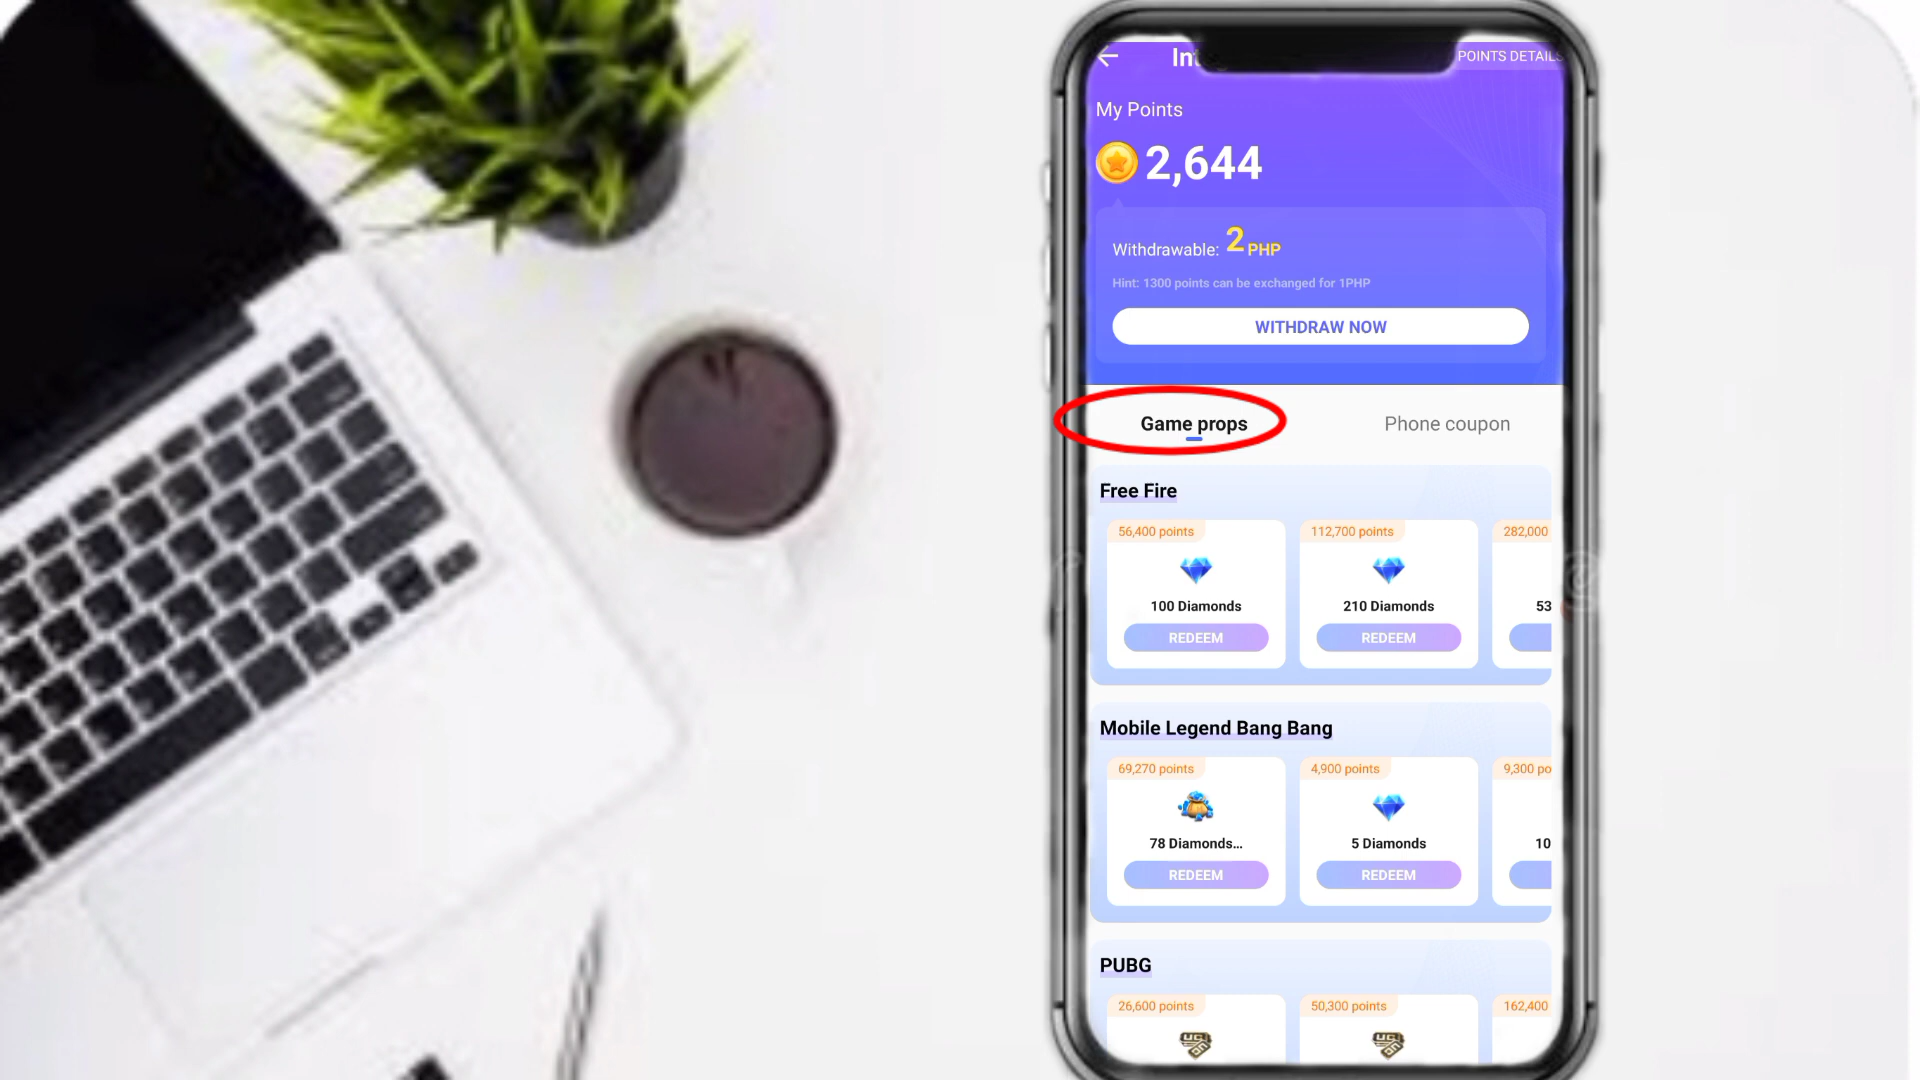 POINTS DETAILS
My Points
2,644
Withdrawable: 2 PHP
Hint: 1300 points can be exchanged for 1PHP
WITHDRAW NOW
Game props
Phone coupon
Free Fire
56,400 points
112,700 points
282,000
100 Diamonds
210 Diamonds
53
REDEEM
REDEEM
Mobile Legend Bang Bang
69,270 points
4,900 points
9,300 po
78 Diamonds...
5 Diamonds
10
REDEEM
REDEEM
PUBG
26,600 points
50,300 points
162,400